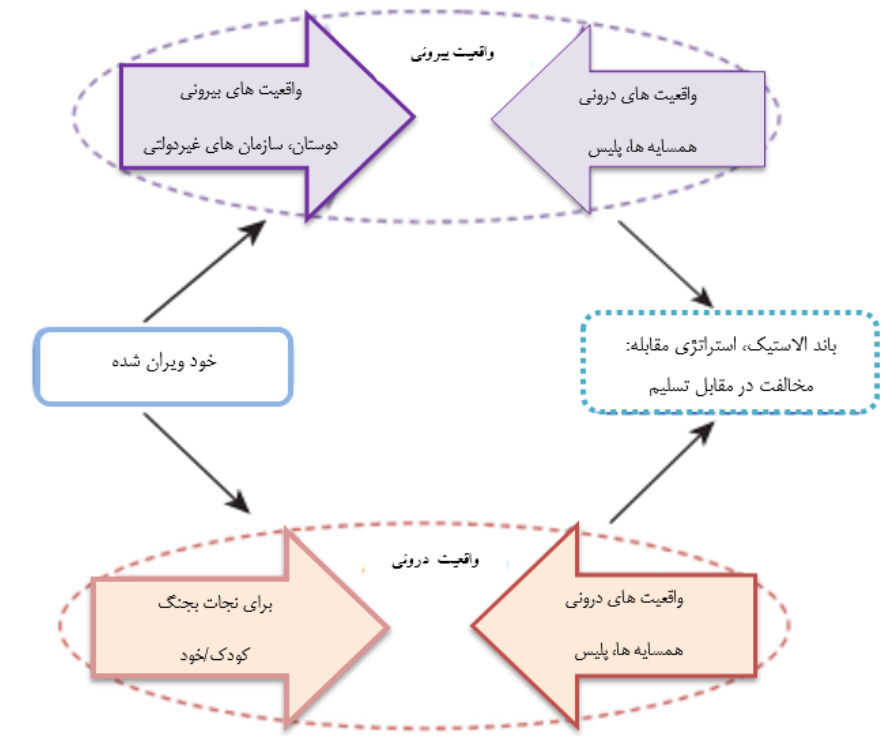 واقعیت بیرونی
واقعیت های بیرونی
دوستان، سازمان های غیردولتی
واقعیت های درونی
همسایه ها، پلیس
خود ویران شده
باند الاستیک، استراتژی مقابله:
مخالفت در مقابل تسلیم
واقعیت درونی
برای نجات بجنگ
کودک/خود
واقعیت های درونی
همسایه ها، پلیس